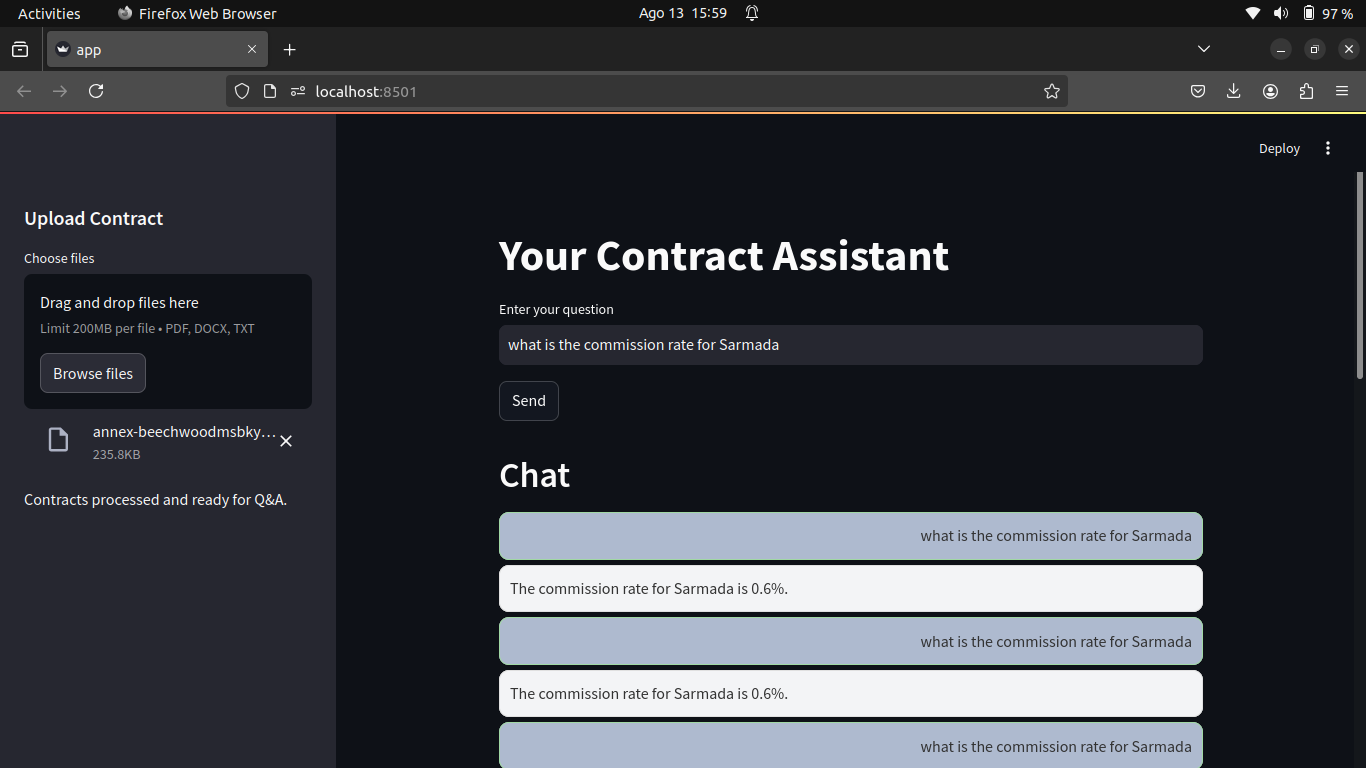 Activities
Firefox Web Browser
Ago 13 15:59
97 %
app
localhost:8501
Deploy
Upload Contract
Choose files
Drag and drop files here
Limit 200MB per file • PDF, DOCX, TXT
Browse files
annex-beechwoodmsbky…
235.8KB
Contracts processed and ready for Q&A.
Your Contract Assistant
Enter your question
what is the commission rate for Sarmada
Send
Chat
what is the commission rate for Sarmada
The commission rate for Sarmada is 0.6%.
what is the commission rate for Sarmada
The commission rate for Sarmada is 0.6%.
what is the commission rate for Sarmada